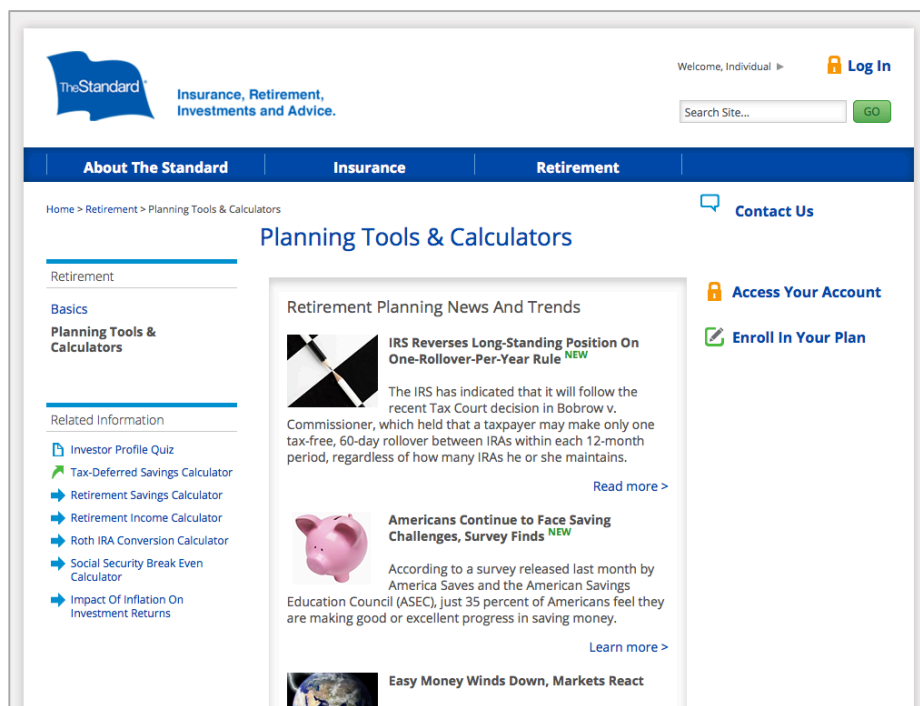 TheStandard
Insurance, Retirement,
Investments and Advice.
Welcome, Individual
Log In
Search Site...
GO
About The Standard
Insurance
Retirement
Home > Retirement > Planning Tools & Calculators
Contact Us
Planning Tools & Calculators
Retirement
Basics
Planning Tools &
Calculators
Related Information
Investor Profile Quiz
Tax-Deferred Savings Calculator
Retirement Savings Calculator
Retirement Income Calculator
Roth IRA Conversion Calculator
Social Security Break Even
Calculator
Impact Of Inflation On
Investment Returns
Retirement Planning News And Trends
IRS Reverses Long-Standing Position On
One-Rollover-Per-Year Rule NEW
The IRS has indicated that it will follow the
recent Tax Court decision in Bobrow v.
Commissioner, which held that a taxpayer may make only one
tax-free, 60-day rollover between IRAs within each 12-month
period, regardless of how many IRAs he or she maintains.
Read more >
Americans Continue to Face Saving
Challenges, Survey Finds NEW
According to a survey released last month by
America Saves and the American Savings
Education Council (ASEC), just 35 percent of Americans feel they
are making good or excellent progress in saving money.
Learn more >
Easy Money Winds Down, Markets React
Access Your Account
Enroll In Your Plan